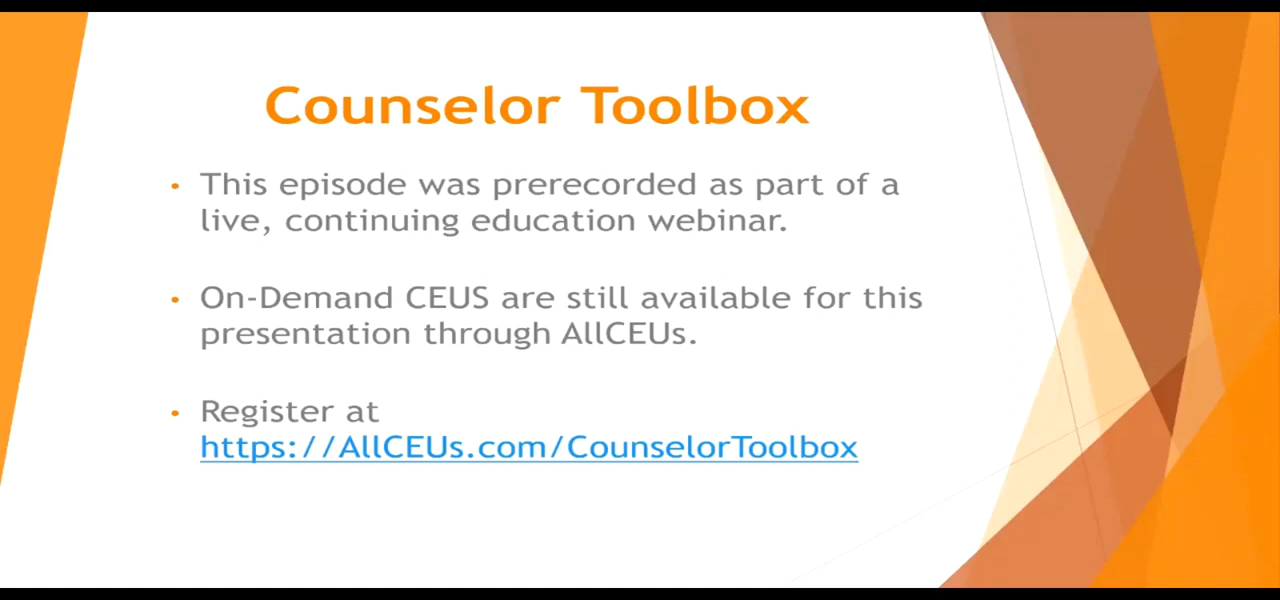 Counselor Toolbox
• This episode was prerecorded as part of a
live, continuing education webinar.
• On-Demand CEUS are still available for this
presentation through AllCEUs.
• Register at
https://AllCEUs.com/CounselorToolbox